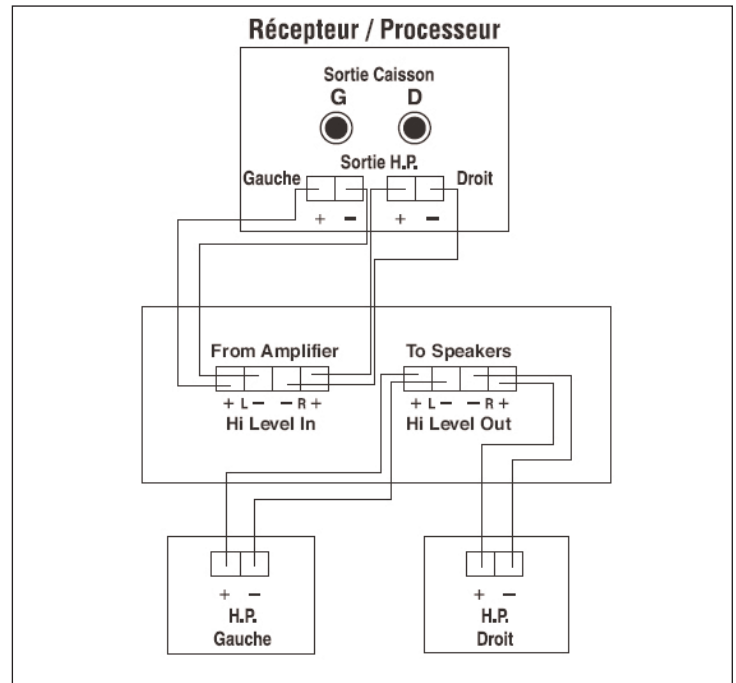 Récepteur / Processeur
Sortie Caisson
G D
Sortie H.P.
Gauche Droit
+ − + −
From Amplifier To Speakers
+ L − − R + + L − − R +
Hi Level In Hi Level Out
+ − + −
H.P. H.P.
Gauche Droit